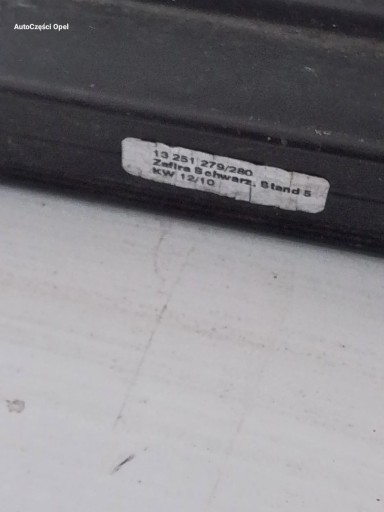 AutoCzęści Opel
13 251 279/280
Zafira Schwarz, Stand 5
KW 12/10